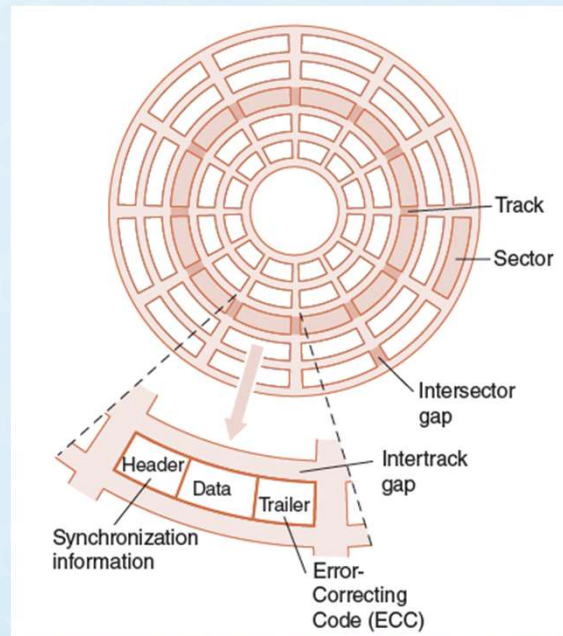 Track
Sector
Intersector
gap
Intertrack
gap
Header
Data
Trailer
Synchronization
information
Error-
Correcting
Code (ECC)